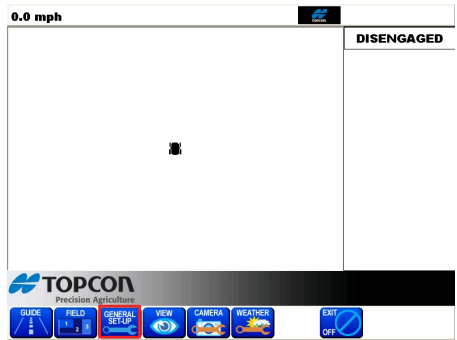 0.0 mph
TOPCON
DISENGAGED
TOPCON
Precision Agriculture
GUIDE
FIELD
1 2 3
GENERAL
SET-UP
VIEW
CAMERA
WEATHER
EXIT
OFF